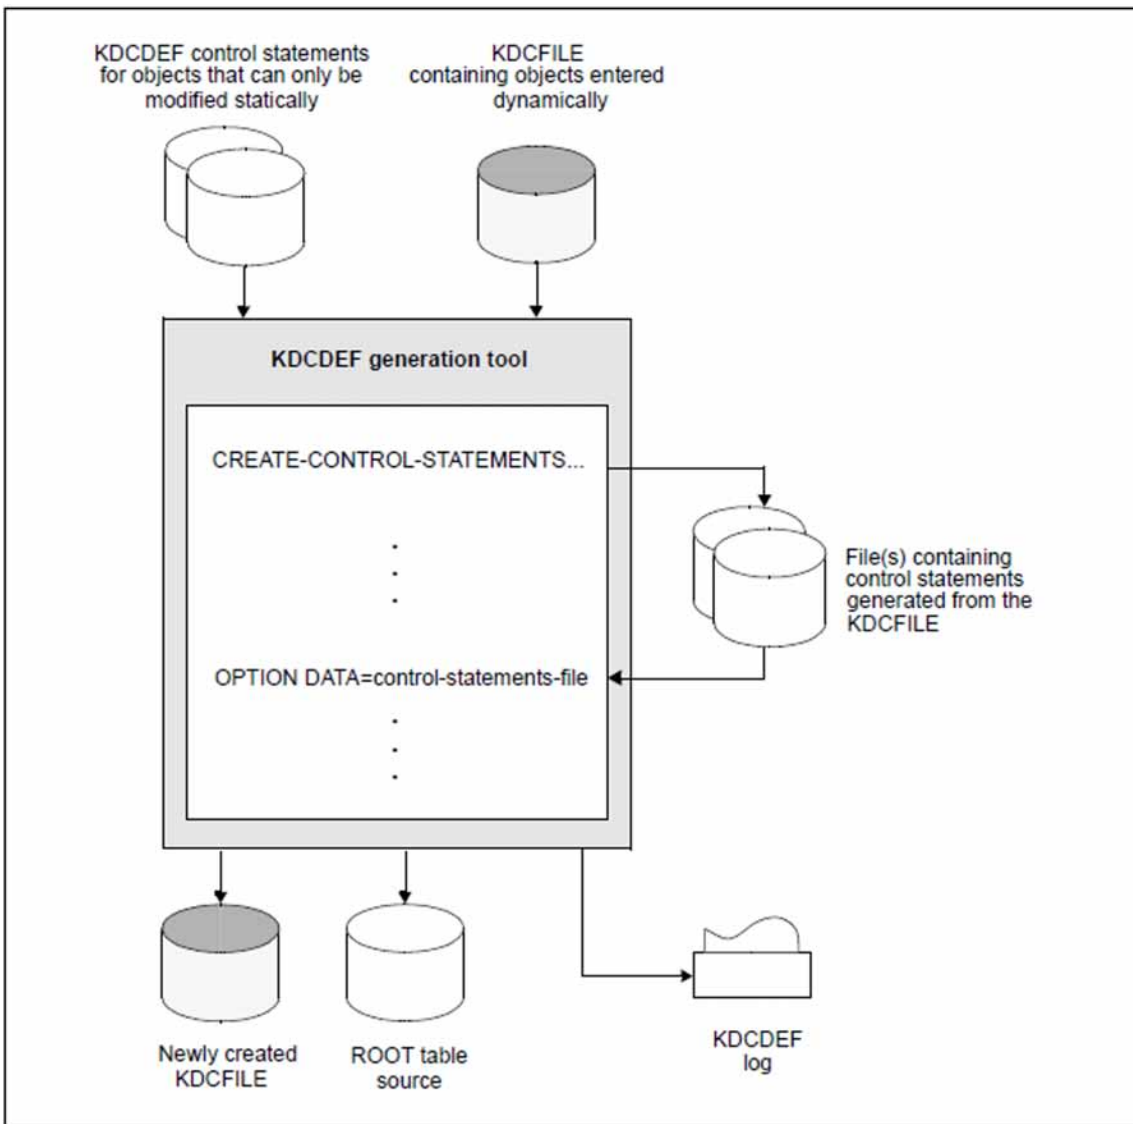 KDCDEF control statements
for objects that can only be
modified statically
KDCFILE
containing objects entered
dynamically
KDCDEF generation tool
CREATE-CONTROL-STATEMENTS...
File(s) containing
control statements
generated from the
KDCFILE
OPTION DATA=control-statements-file
Newly created
KDCFILE
ROOT table
source
KDCDEF
log